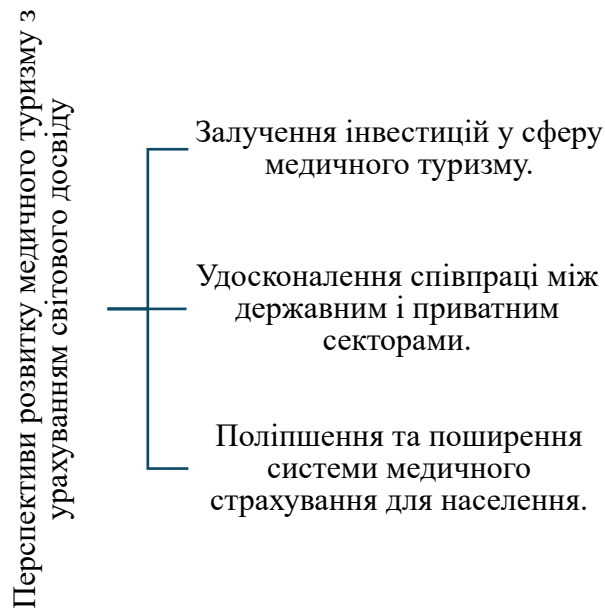 Перспективи розвитку медичного туризму з
урахуванням світового досвіду
Залучення інвестицій у сферу
медичного туризму.
Удосконалення співпраці між
державним і приватним
секторами.
Поліпшення та поширення
системи медичного
страхування для населення.